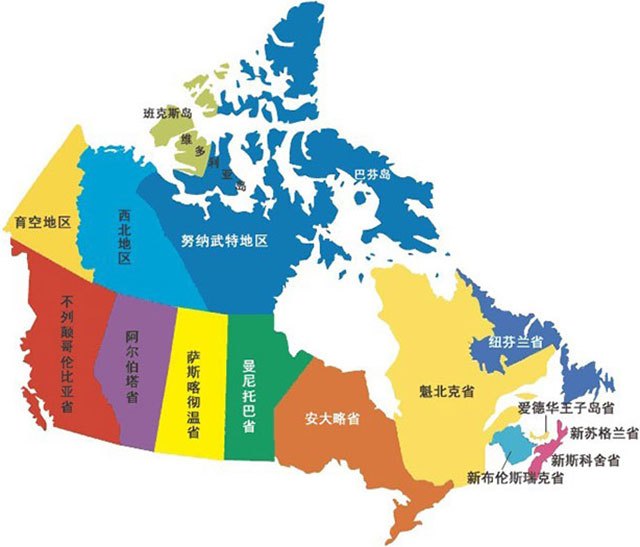 班克斯岛
维多利亚岛
巴芬岛
育空地区
西北地区
努纳武特地区
不列颠哥伦比亚省
阿尔伯塔省
萨斯喀彻温省
曼尼托巴省
安大略省
魁北克省
纽芬兰省
爱德华王子岛省
新苏格兰省
新斯科舍省
新布伦斯瑞克省